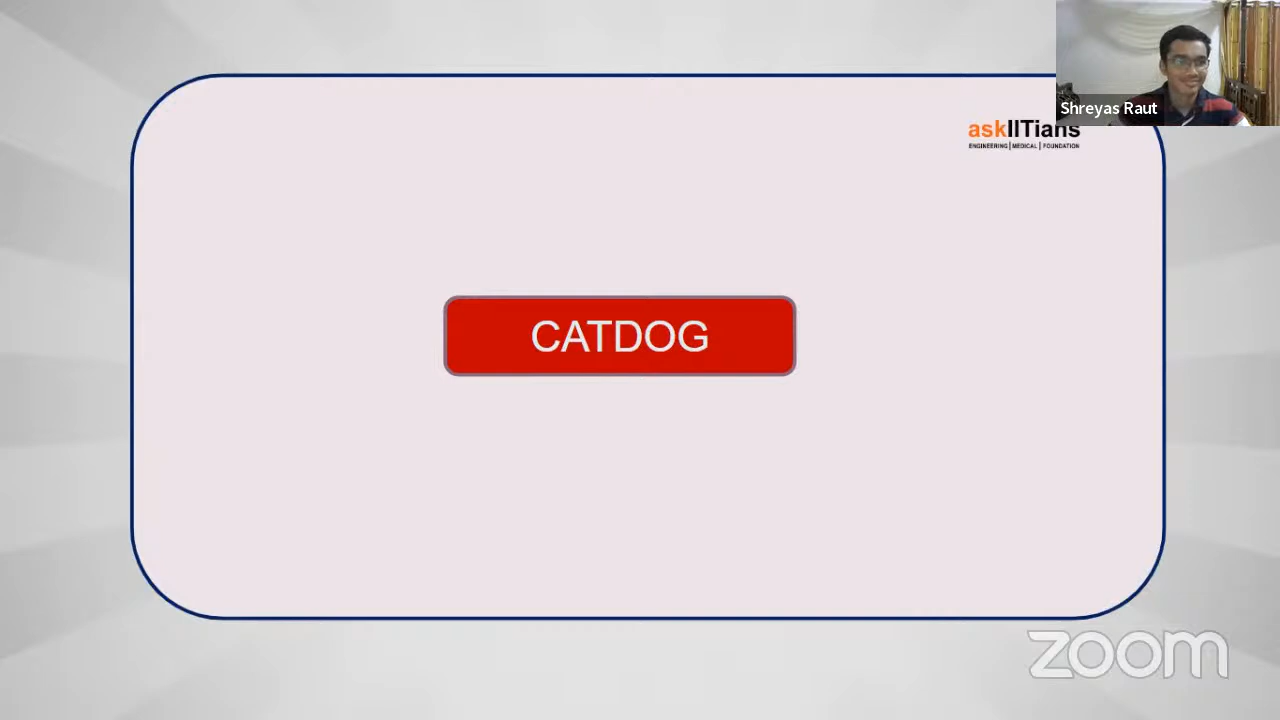 Shreyas Raut
askIITians
ENGINEERING | MEDICAL | FOUNDATION
CATDOG
zoom